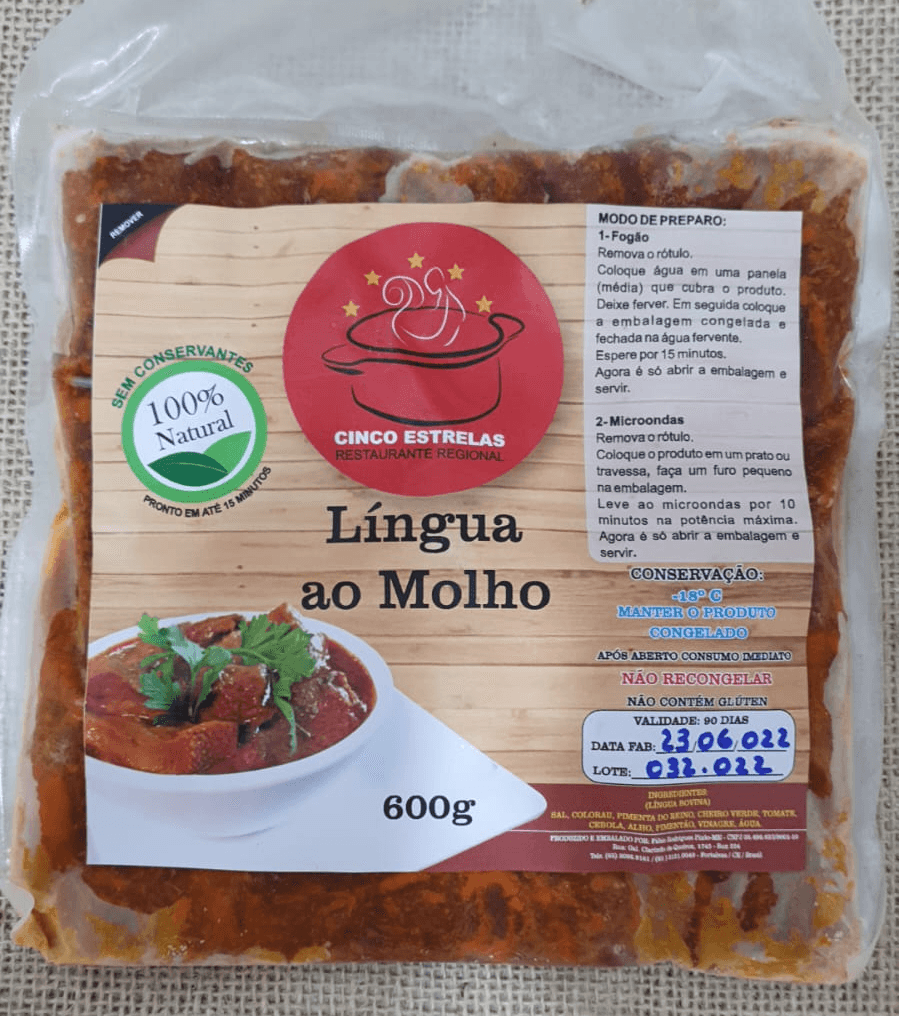 REMOVER
SEM CONSERVANTES
100%
Natural
PRONTO EM ATÉ 15 MINUTOS
CINCO ESTRELAS
RESTAURANTE REGIONAL
Língua
ao Molho
600g
MODO DE PREPARO:
1-Fogão
Remova o rótulo.
Coloque água em uma panela
(média) que cubra o produto.
Deixe ferver. Em seguida coloque
a embalagem congelada e
fechada na água fervente.
Espere por 15 minutos.
Agora é só abrir a embalagem e
servir.
2-Microondas
Remova o rótulo.
Coloque o produto em um prato ou
travessa, faça um furo pequeno
na embalagem.
Leve ao microondas por 10
minutos na potência máxima.
Agora é só abrir a embalagem e
servir.
CONSERVAÇÃO:
-18° C
MANTER O PRODUTO
CONGELADO
APÓS ABERTO CONSUMO IMEDIATO
NÃO RECONGELAR
NÃO CONTÉM GLÚTEN
VALIDADE: 90 DIAS
DATA FAB: 23/06/022
LOTE: 032.022
INGREDIENTES
(LÍNGUA BOVINA)
SAL, COLORAU, PIMENTA DO REINO, CHEIRO VERDE, TOMATE,
CEBOLA, ALHO, PIMENTÃO, VINAGRE, ÁGUA
PRODUZIDO E EMBALADO POR:
Fortaleza / CE / Brasil